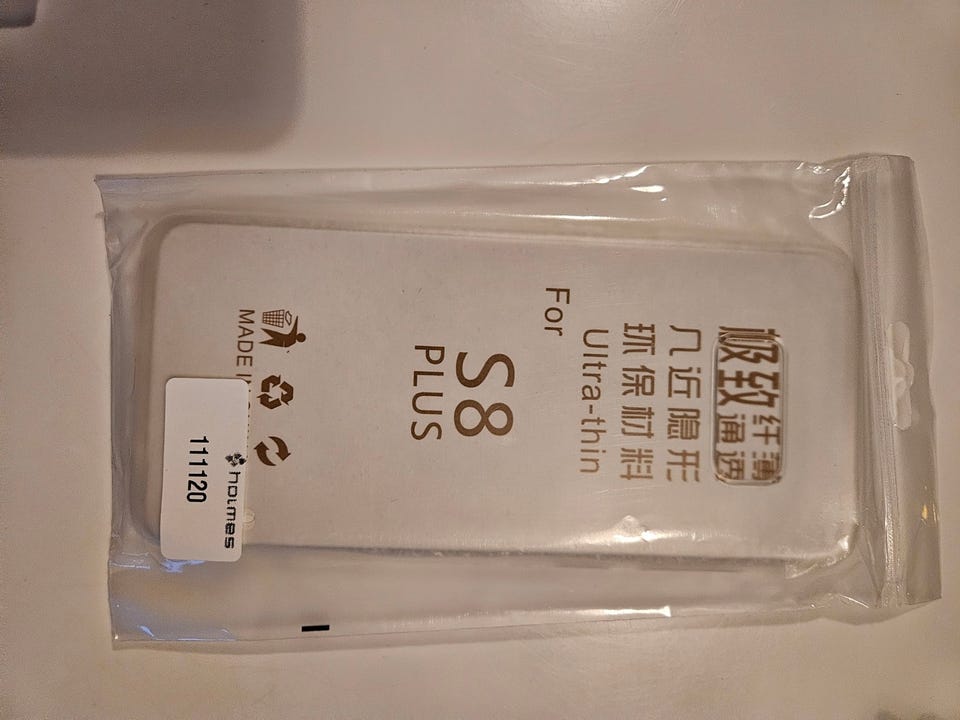 极致 纤薄
通透
几近隐形
环保材料
Ultra-thin
For
S8
PLUS
MADE I
holmes
111120